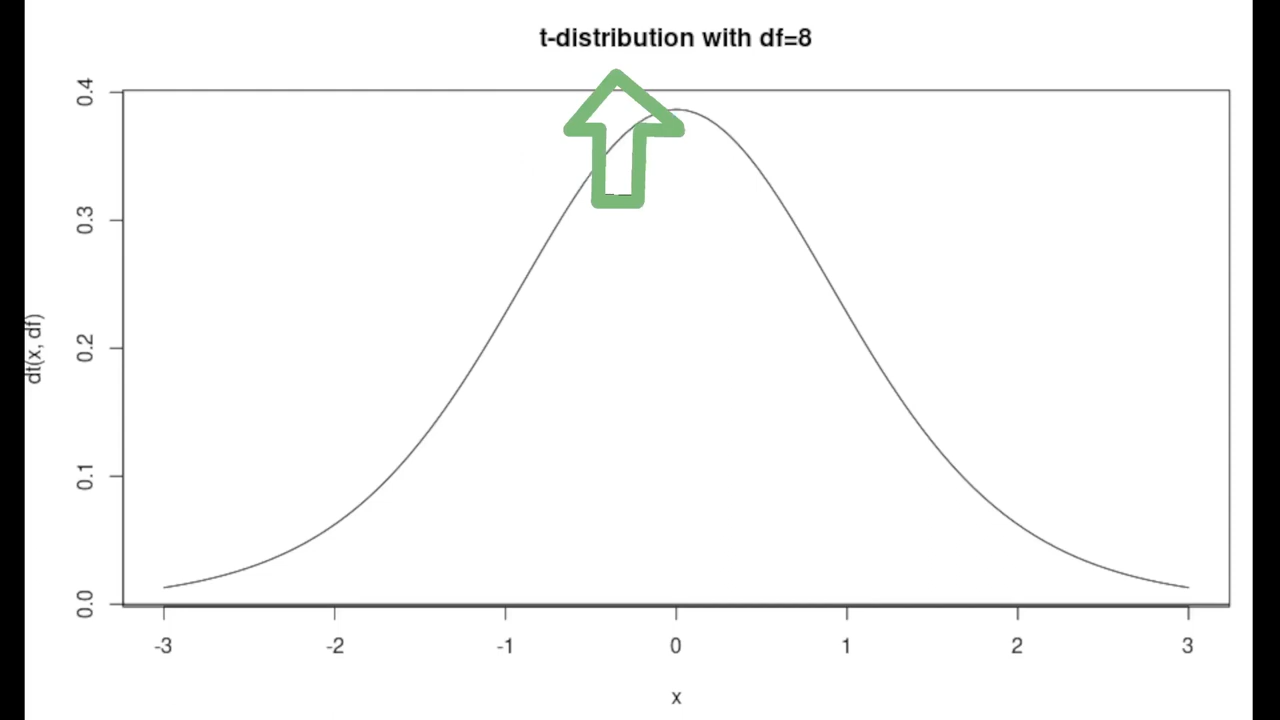 t-distribution with df=8
0.4
0.3
0.2
0.1
0.0
dt(x, df)
-3 -2 -1 0 1 2 3
x